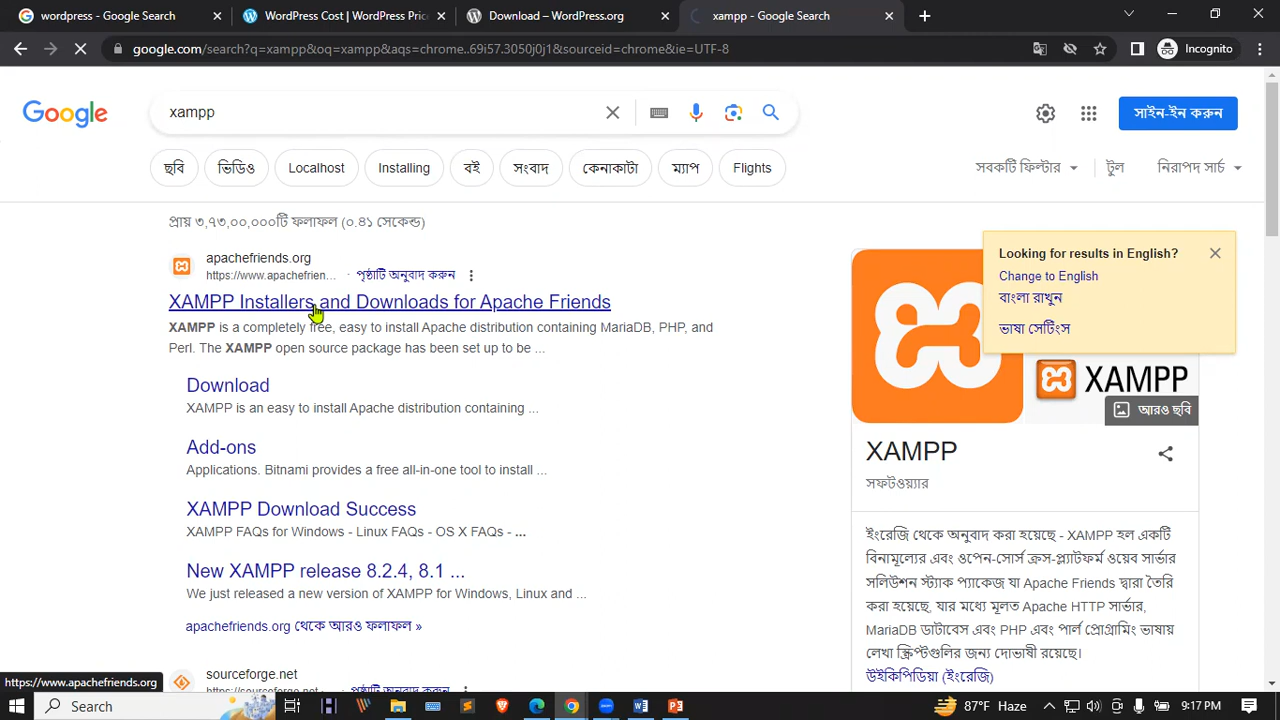 wordpress - Google Search
WordPress Cost | WordPress Price
Download – WordPress.org
xampp - Google Search
google.com/search?q=xampp&oq=xampp&aqs=chrome..69i57.3050j0j1&sourceid=chrome&ie=UTF-8
Incognito
Google
xampp
সাইন-ইন করুন
ছবি
ভিডিও
Localhost
Installing
বই
সংবাদ
কেনাকাটা
ম্যাপ
Flights
সবকটি ফিল্টার
টুল
নিরাপদ সার্চ
প্রায় ৩,৭৩,০০,০০০টি ফলাফল (০.৪১ সেকেন্ড)
apachefriends.org
https://www.apachefrien... · পৃষ্ঠাটি অনুবাদ করুন
XAMPP Installers and Downloads for Apache Friends
XAMPP is a completely free, easy to install Apache distribution containing MariaDB, PHP, and
Perl. The XAMPP open source package has been set up to be ...
Download
XAMPP is an easy to install Apache distribution containing ...
Add-ons
Applications. Bitnami provides a free all-in-one tool to install ...
XAMPP Download Success
XAMPP FAQs for Windows - Linux FAQs - OS X FAQs - ...
New XAMPP release 8.2.4, 8.1 ...
We just released a new version of XAMPP for Windows, Linux and ...
apachefriends.org থেকে আরও ফলাফল »
sourceforge.net
পৃষ্ঠাটি অনুবাদ করুন
Looking for results in English?
Change to English
বাংলা রাখুন
ভাষা সেটিংস
XAMPP
আরও ছবি
XAMPP
সফটওয়্যার
ইংরেজি থেকে অনুবাদ করা হয়েছে - XAMPP হল একটি
বিনামূল্যের এবং ওপেন-সোর্স ক্রস-প্ল্যাটফর্ম ওয়েব সার্ভার
সলিউশন স্ট্যাক প্যাকেজ যা Apache Friends দ্বারা তৈরি
করা হয়েছে, যার মধ্যে মূলত Apache HTTP সার্ভার,
MariaDB ডাটাবেস এবং PHP এবং পার্ল প্রোগ্রামিং ভাষায়
লেখা স্ক্রিপ্টগুলির জন্য দোভাষী রয়েছে।
উইকিপিডিয়া (ইংরেজি)
https://www.apachefriends.org
Search
87°F Haze
9:17 PM